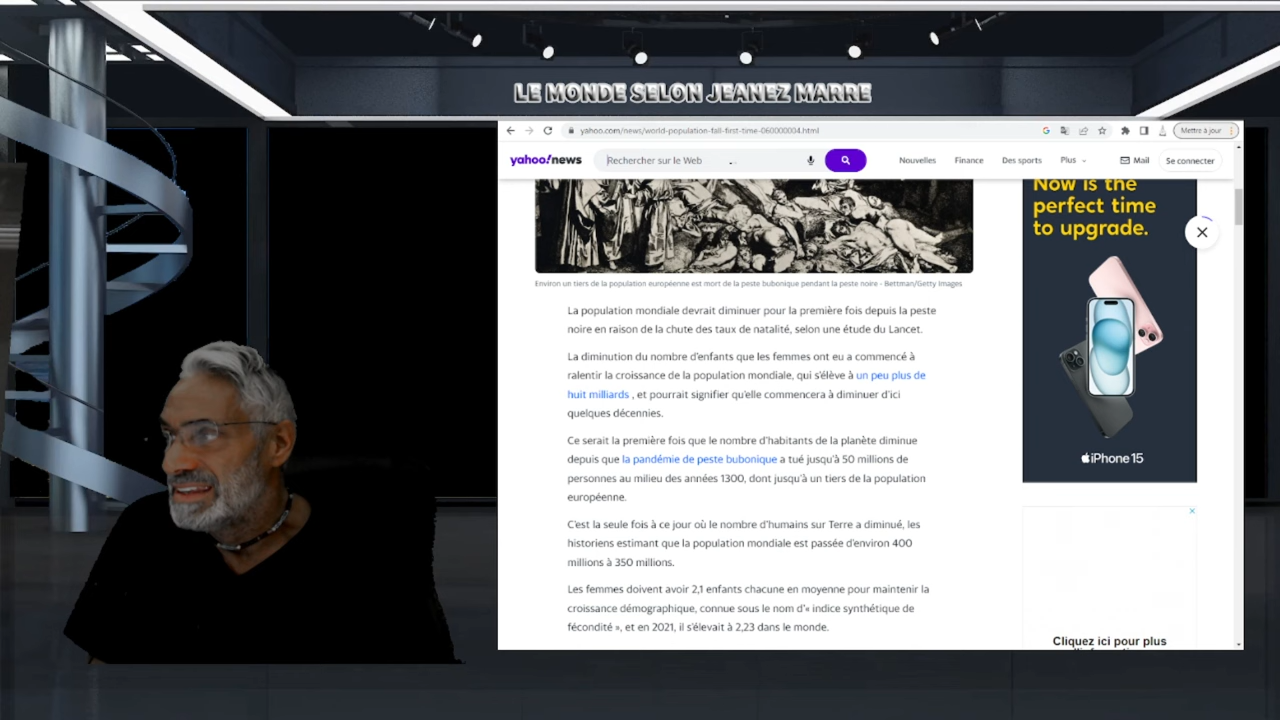 LE MONDE SELON JEANEZ MARRE
yahoo.com/news/world-population-fall-first-time-060000004.html
Mettre à jour
yahoo!news
Rechercher sur le Web
Nouvelles
Finance
Des sports
Plus
Mail
Se connecter
Environ un tiers de la population européenne est mort de la peste bubonique pendant la peste noire - Bettman/Getty Images
La population mondiale devrait diminuer pour la première fois depuis la peste
noire en raison de la chute des taux de natalité, selon une étude du Lancet.
La diminution du nombre d'enfants que les femmes ont eu a commencé à
ralentir la croissance de la population mondiale, qui s'élève à un peu plus de
huit milliards , et pourrait signifier qu'elle commencera à diminuer d'ici
quelques décennies.
Ce serait la première fois que le nombre d'habitants de la planète diminue
depuis que la pandémie de peste bubonique a tué jusqu'à 50 millions de
personnes au milieu des années 1300, dont jusqu'à un tiers de la population
européenne.
C'est la seule fois à ce jour où le nombre d'humains sur Terre a diminué, les
historiens estimant que la population mondiale est passée d'environ 400
millions à 350 millions.
Les femmes doivent avoir 2,1 enfants chacune en moyenne pour maintenir la
croissance démographique, connue sous le nom d'« indice synthétique de
fécondité », et en 2021, il s'élevait à 2,23 dans le monde.
Now is the
perfect time
to upgrade.
iPhone 15
Cliquez ici pour plus